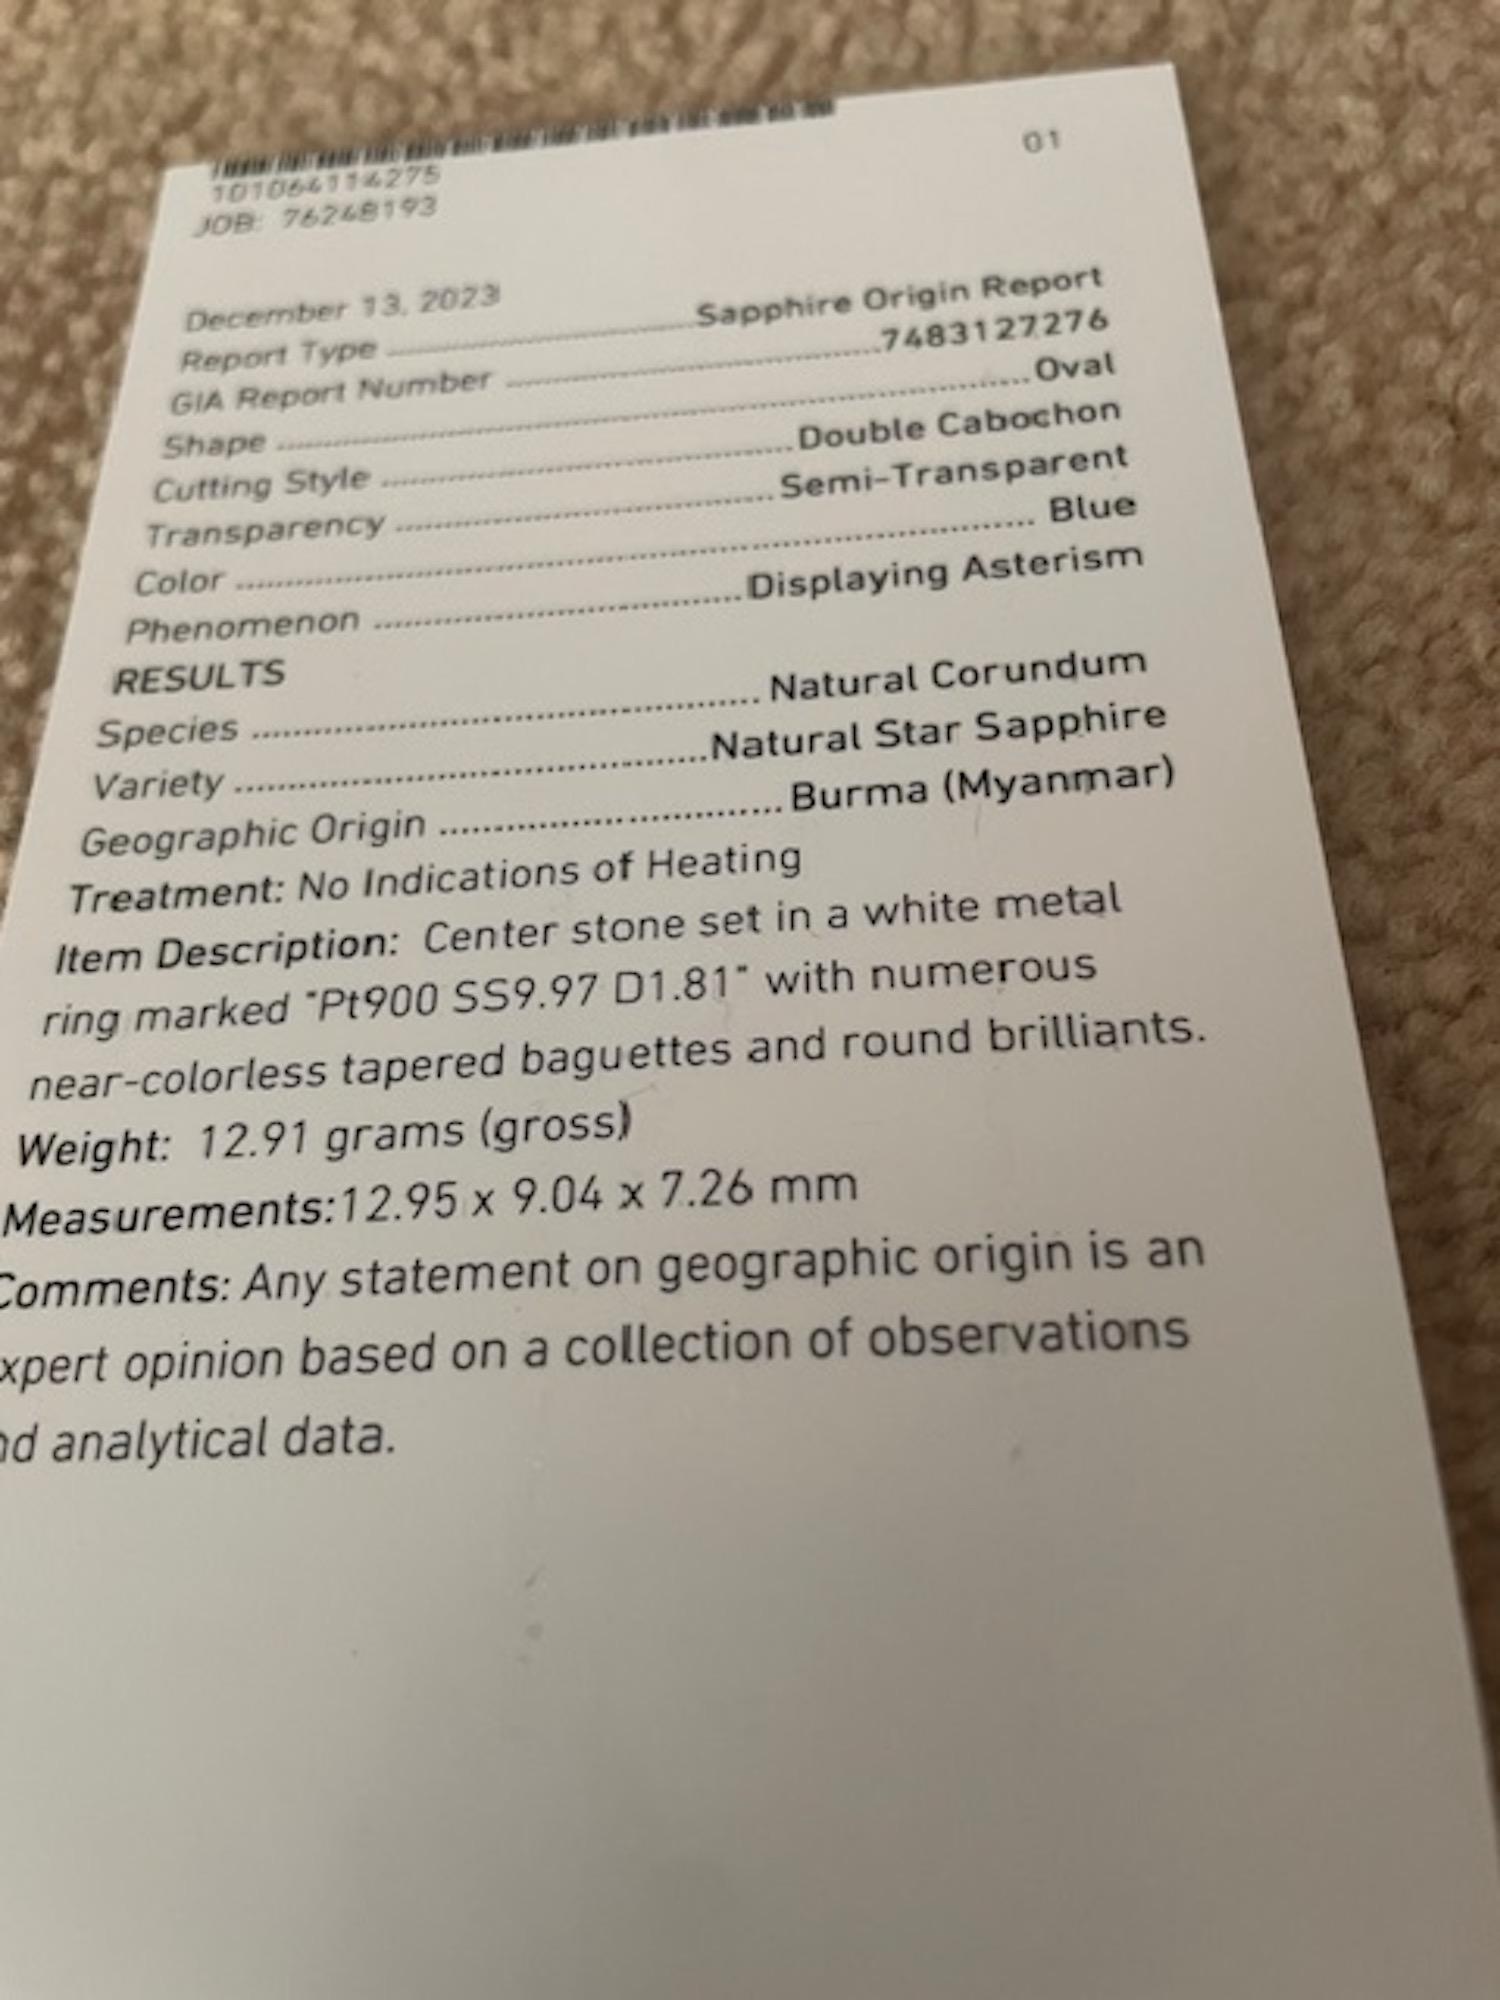 101064114275
01
JOB: 76248193
December 13, 2023
Report Type ........ Sapphire Origin Report
GIA Report Number ........ 7483127276
Shape ........ Oval
Cutting Style ........ Double Cabochon
Transparency ........ Semi-Transparent
Color ........ Blue
Phenomenon ........ Displaying Asterism
RESULTS
Species ........ Natural Corundum
Variety ........ Natural Star Sapphire
Geographic Origin ........ Burma (Myanmar)
Treatment: No Indications of Heating
Item Description: Center stone set in a white metal
ring marked "Pt900 SS9.97 D1.81" with numerous
near-colorless tapered baguettes and round brilliants.
Weight: 12.91 grams (gross)
Measurements:12.95 x 9.04 x 7.26 mm
Comments: Any statement on geographic origin is an
xpert opinion based on a collection of observations
nd analytical data.